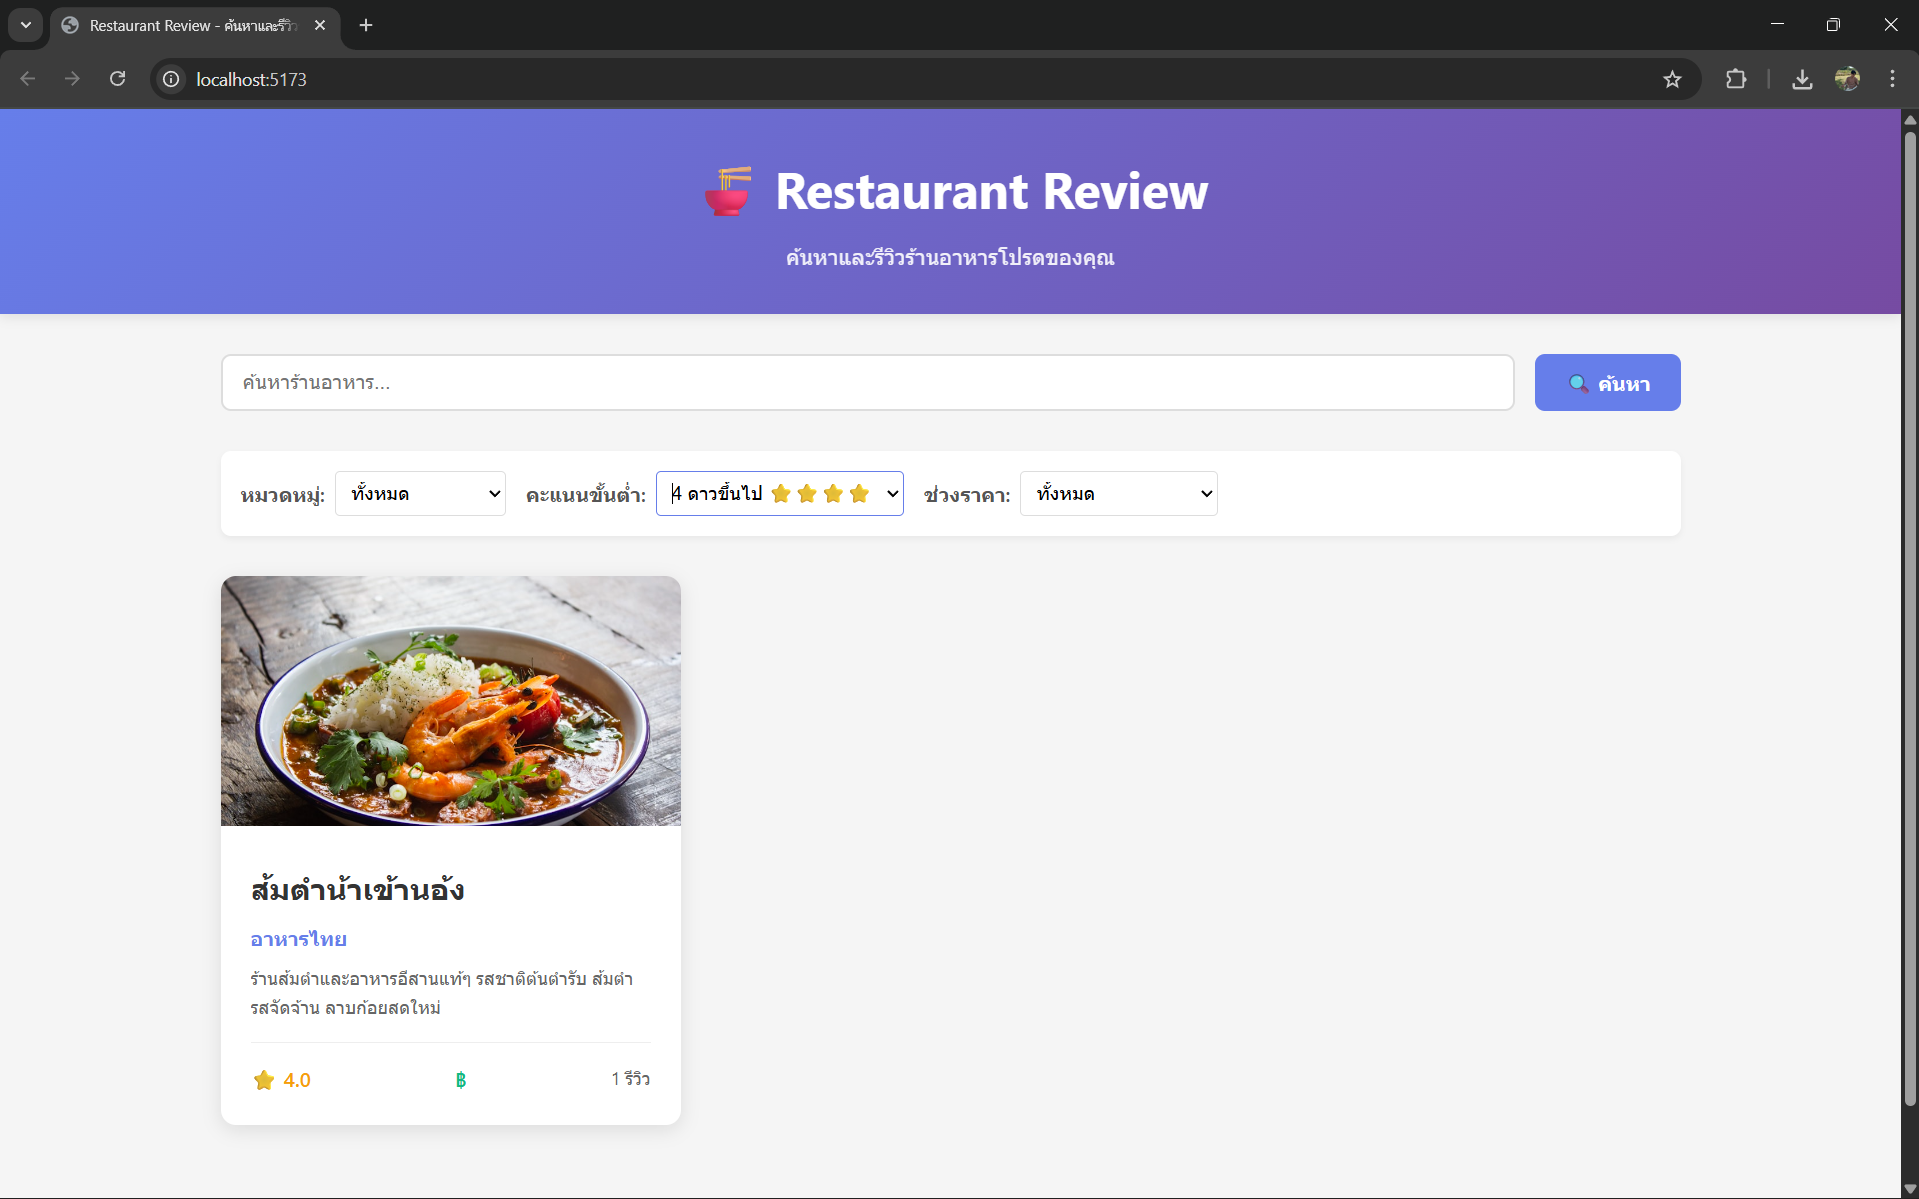 Restaurant Review - ค้นหาและรีวิว
localhost:5173
Restaurant Review
ค้นหาและรีวิวร้านอาหารโปรดของคุณ
ค้นหาร้านอาหาร...
ค้นหา
หมวดหมู่: ทั้งหมด คะแนนขั้นต่ำ: 4 ดาวขึ้นไป ⭐⭐⭐⭐ ช่วงราคา: ทั้งหมด
ส้มตำน้าเข้านอ้ง
อาหารไทย
ร้านส้มตำและอาหารอีสานแท้ๆ รสชาติต้นตำรับ ส้มตำ
รสจัดจ้าน ลาบก้อยสดใหม่
⭐ 4.0 ฿ 1 รีวิว